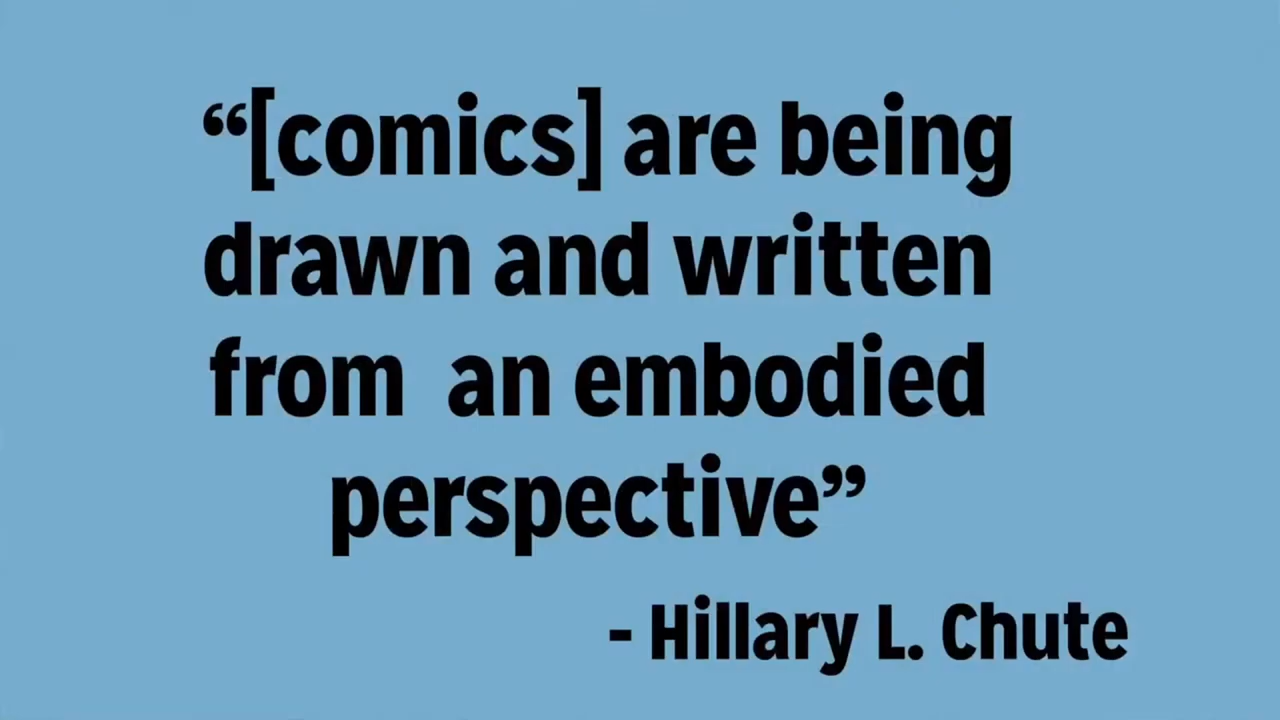 “[comics] are being
drawn and written
from  an embodied
perspective”
- Hillary L. Chute